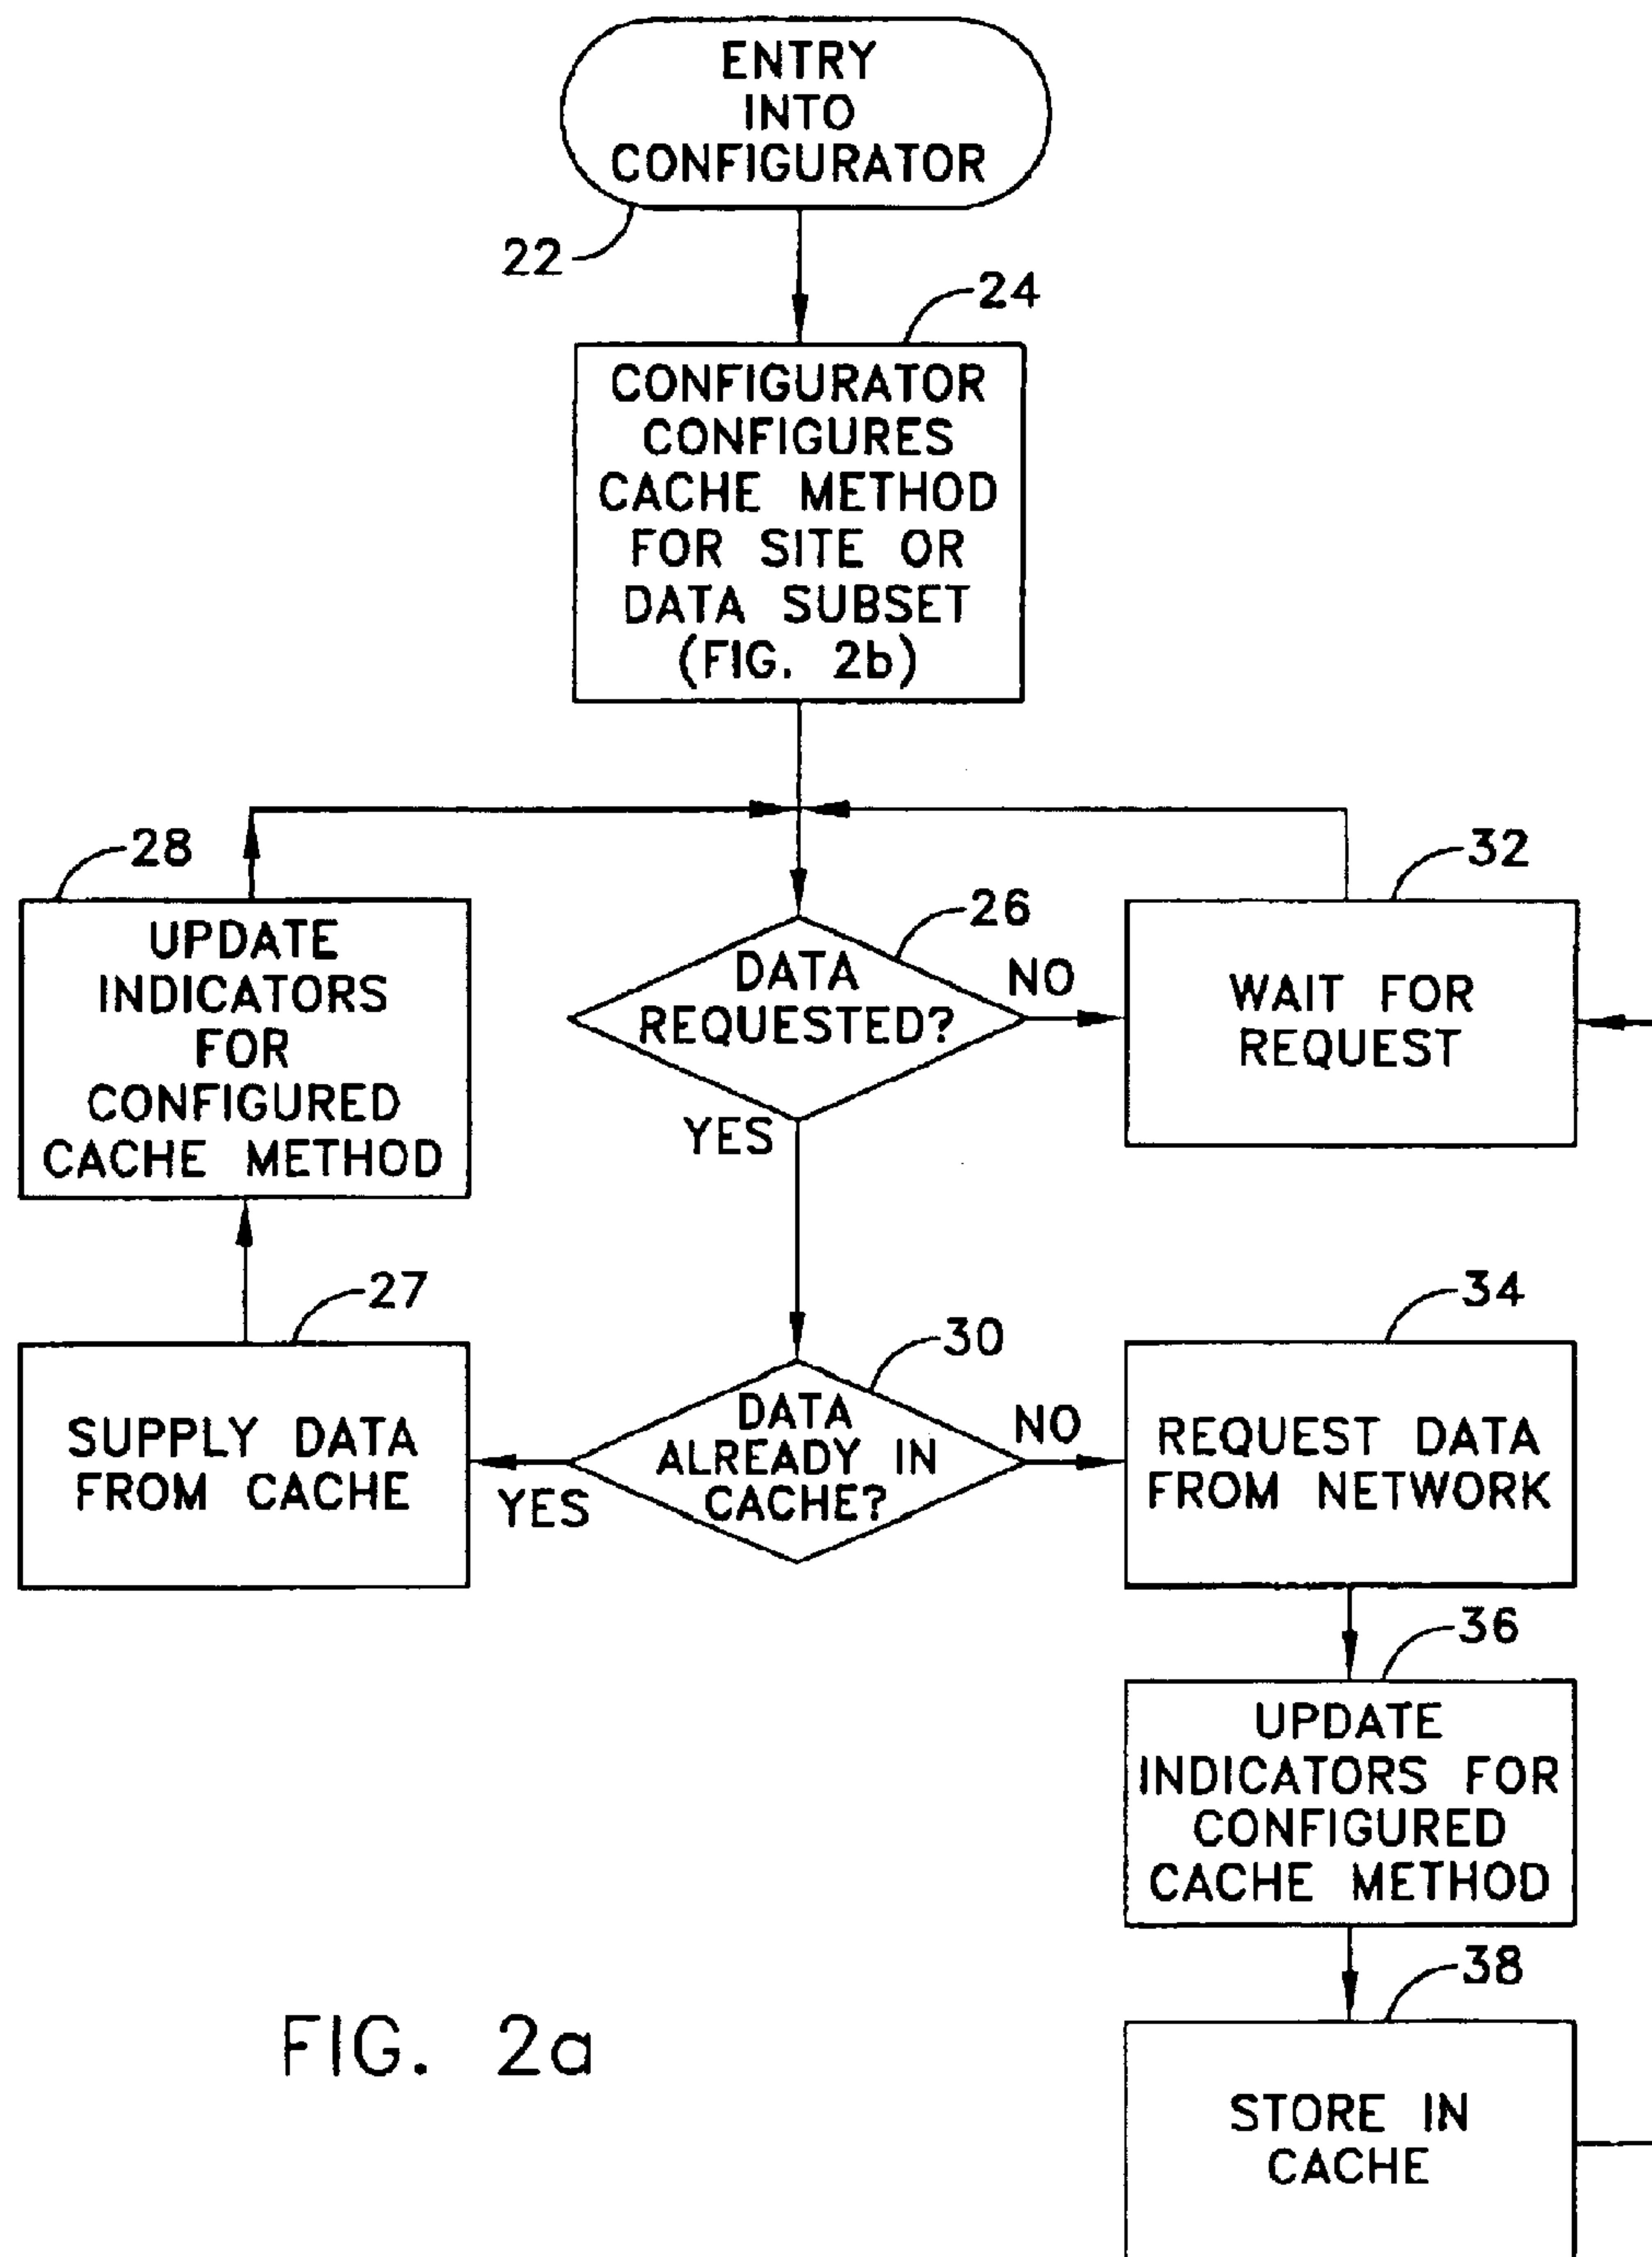 ENTRY
INTO
CONFIGURATOR
22
24
CONFIGURATOR
CONFIGURES
CACHE METHOD
FOR SITE OR
DATA SUBSET
(FIG. 2b)
28
UPDATE
INDICATORS
FOR
CONFIGURED
CACHE METHOD
26
DATA
REQUESTED?
NO
YES
32
WAIT FOR
REQUEST
27
SUPPLY DATA
FROM CACHE
30
DATA
ALREADY IN
CACHE?
YES
NO
34
REQUEST DATA
FROM NETWORK
36
UPDATE
INDICATORS FOR
CONFIGURED
CACHE METHOD
38
STORE IN
CACHE
FIG. 2a